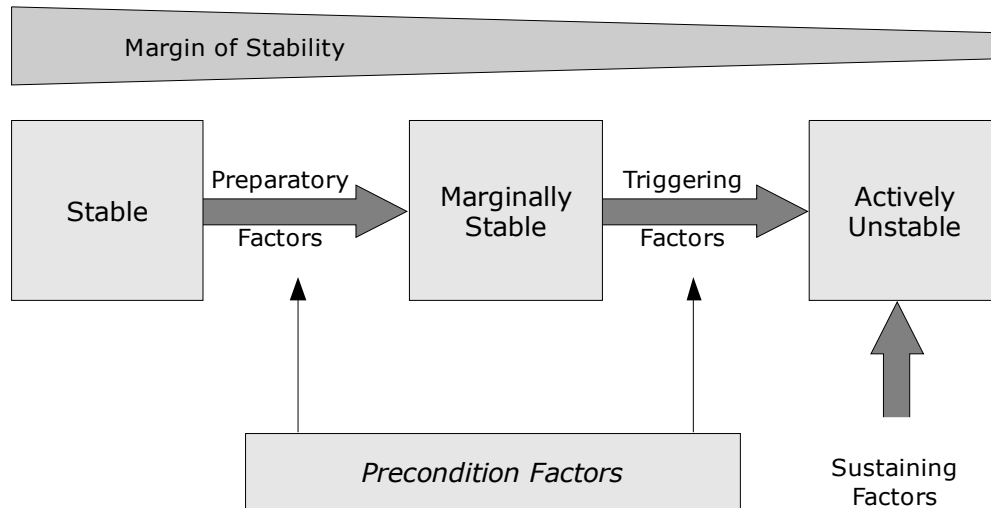 Margin of Stability
Stable
Preparatory
Factors
Marginally
Stable
Triggering
Factors
Actively
Unstable
Precondition Factors
Sustaining
Factors